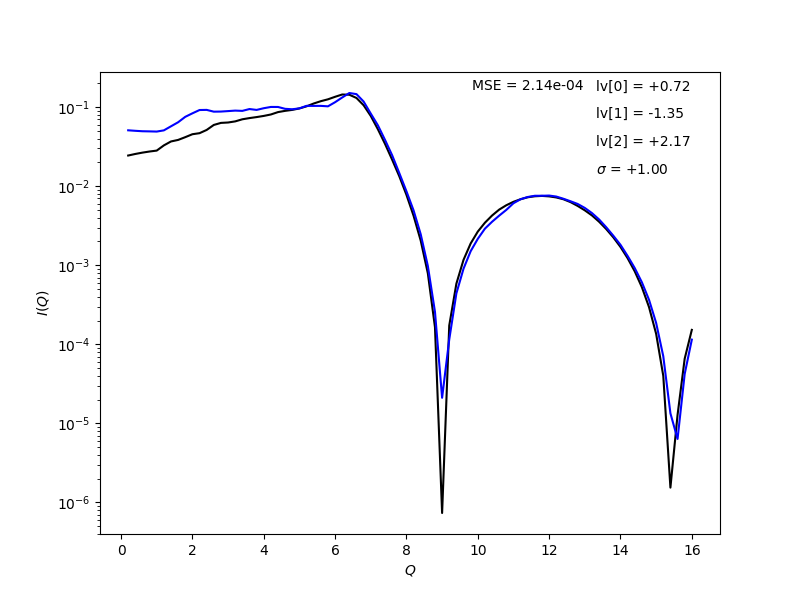 MSE = 2.14e-04
lv[0] = +0.72
lv[1] = -1.35
lv[2] = +2.17
σ = +1.00
I(Q)
10⁻¹
10⁻²
10⁻³
10⁻⁴
10⁻⁵
10⁻⁶
0 2 4 6 8 10 12 14 16
Q